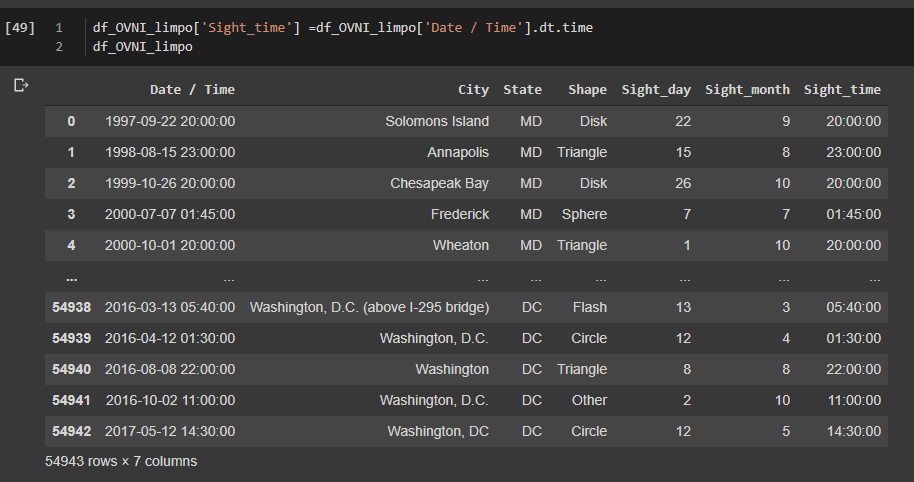 [49] 1 df_OVNI_limpo['Sight_time'] =df_OVNI_limpo['Date / Time'].dt.time
2 df_OVNI_limpo
Date / Time City State Shape Sight_day Sight_month Sight_time
0 1997-09-22 20:00:00 Solomons Island MD Disk 22 9 20:00:00
1 1998-08-15 23:00:00 Annapolis MD Triangle 15 8 23:00:00
2 1999-10-26 20:00:00 Chesapeak Bay MD Disk 26 10 20:00:00
3 2000-07-07 01:45:00 Frederick MD Sphere 7 7 01:45:00
4 2000-10-01 20:00:00 Wheaton MD Triangle 1 10 20:00:00
... ... ... ... ... ... ... ...
54938 2016-03-13 05:40:00 Washington, D.C. (above I-295 bridge) DC Flash 13 3 05:40:00
54939 2016-04-12 01:30:00 Washington, D.C. DC Circle 12 4 01:30:00
54940 2016-08-08 22:00:00 Washington DC Triangle 8 8 22:00:00
54941 2016-10-02 11:00:00 Washington, D.C. DC Other 2 10 11:00:00
54942 2017-05-12 14:30:00 Washington, DC DC Circle 12 5 14:30:00
54943 rows × 7 columns